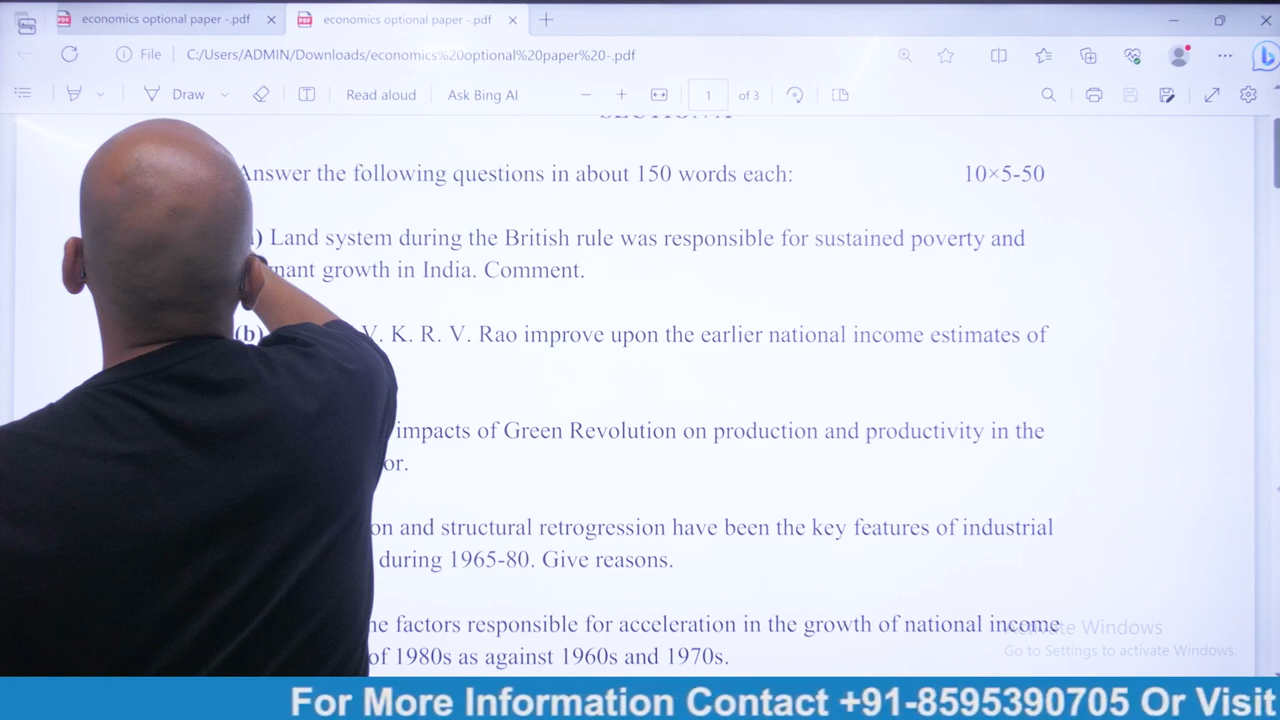 economics optional paper -.pdf
economics optional paper -.pdf
File C:/Users/ADMIN/Downloads/economics%20optional%20paper%20-.pdf
Draw Read aloud Ask Bing AI 1 of 3
Answer the following questions in about 150 words each: 10×5-50
Land system during the British rule was responsible for sustained poverty and
growth in India. Comment.
(b) V. K. R. V. Rao improve upon the earlier national income estimates of
impacts of Green Revolution on production and productivity in the
and structural retrogression have been the key features of industrial
during 1965-80. Give reasons.
factors responsible for acceleration in the growth of national income
of 1980s as against 1960s and 1970s.
Activate Windows
Go to Settings to activate Windows.
For More Information Contact +91-8595390705 Or Visit